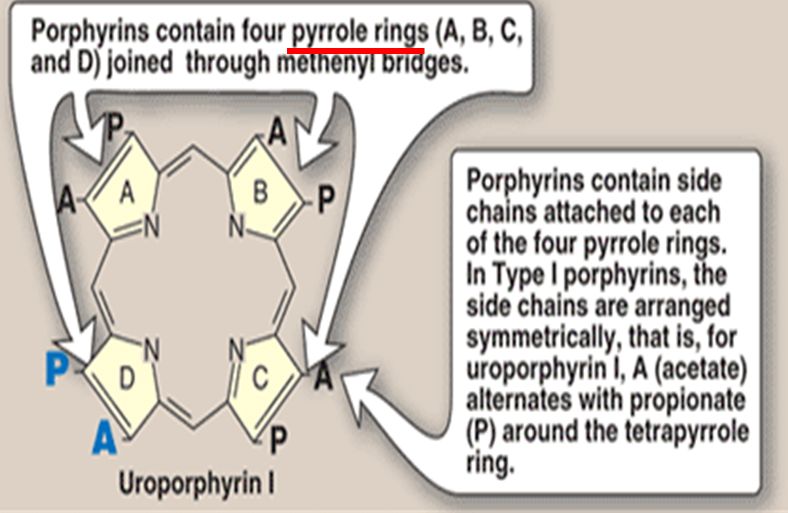 Porphyrins contain four pyrrole rings (A, B, C,
and D) joined through methenyl bridges.
P
A
A
B
A
P
N
N
Porphyrins contain side
chains attached to each
of the four pyrrole rings.
In Type I porphyrins, the
side chains are arranged
symmetrically, that is, for
uroporphyrin I, A (acetate)
alternates with propionate
(P) around the tetrapyrrole
ring.
N
N
P
D
C
A
A
P
Uroporphyrin I